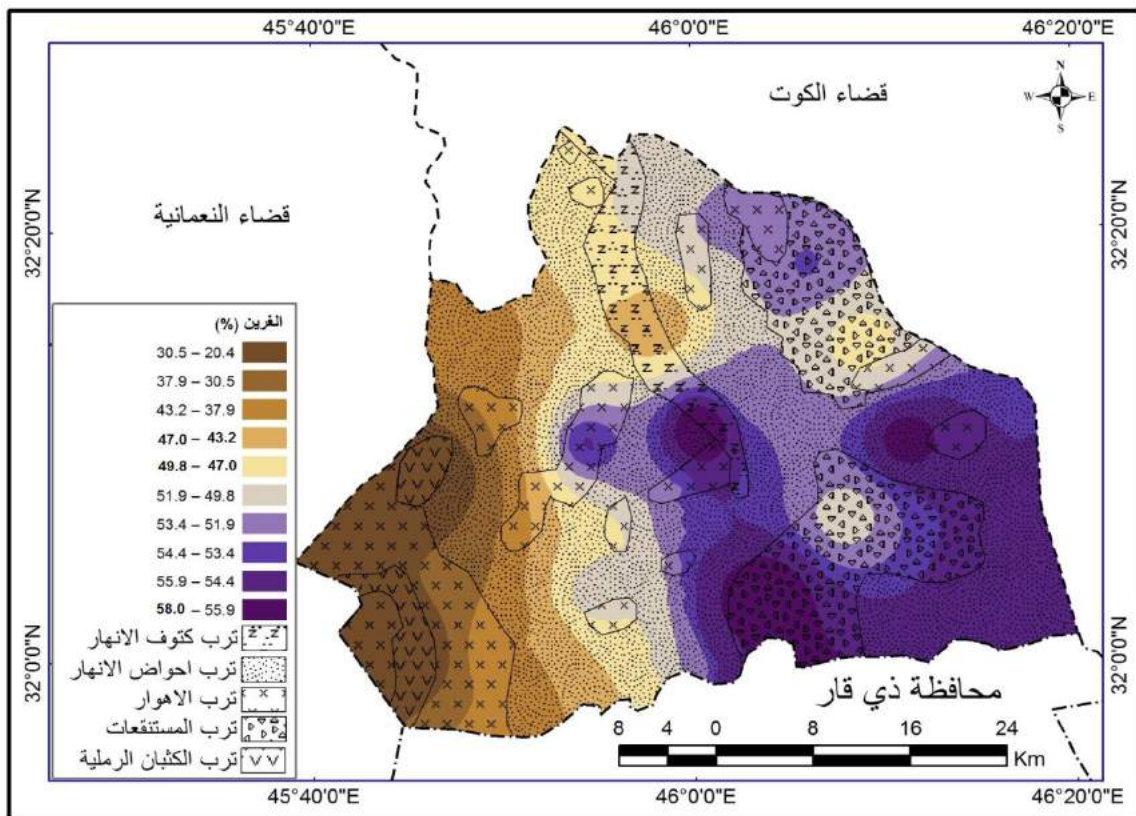 45°40'0"E
46°0'0"E
46°20'0"E
N
W E
S
قضاء الكوت
قضاء النعمانية
32°20'0"N
32°20'0"N
الغرين (%)
30.5 – 20.4
37.9 – 30.5
43.2 – 37.9
47.0 – 43.2
49.8 – 47.0
51.9 – 49.8
53.4 – 51.9
54.4 – 53.4
55.9 – 54.4
58.0 – 55.9
ترب كتوف الانهار
ترب احواض الانهار
ترب الاهوار
ترب المستنقعات
ترب الكثبان الرملية
32°0'0"N
32°0'0"N
محافظة ذي قار
8 4 0 8 16 24
Km
45°40'0"E
46°0'0"E
46°20'0"E